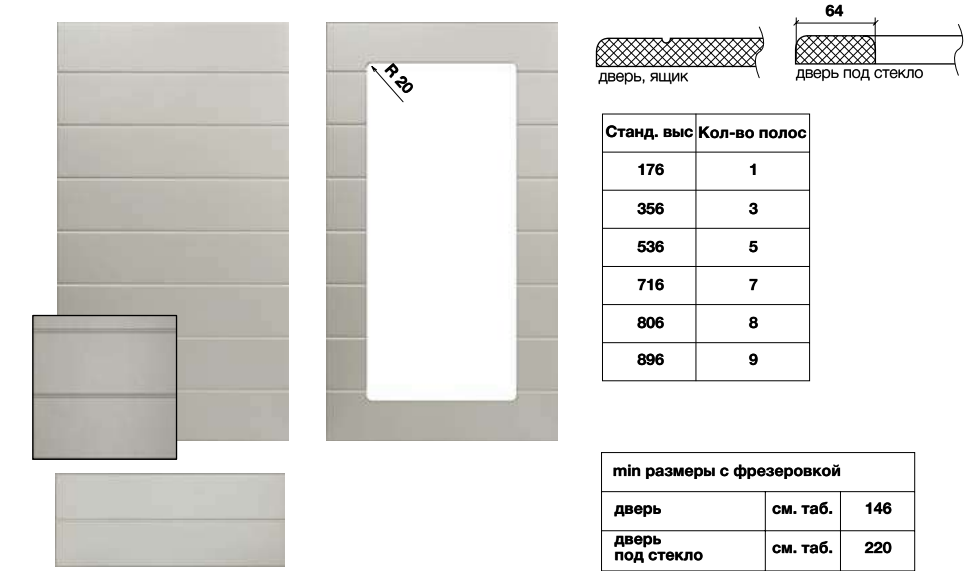 R 20
64
дверь, ящик
дверь под стекло
Станд. выс Кол-во полос
176 1
356 3
536 5
716 7
806 8
896 9
min размеры с фрезеровкой
дверь см. таб. 146
дверь
под стекло см. таб. 220